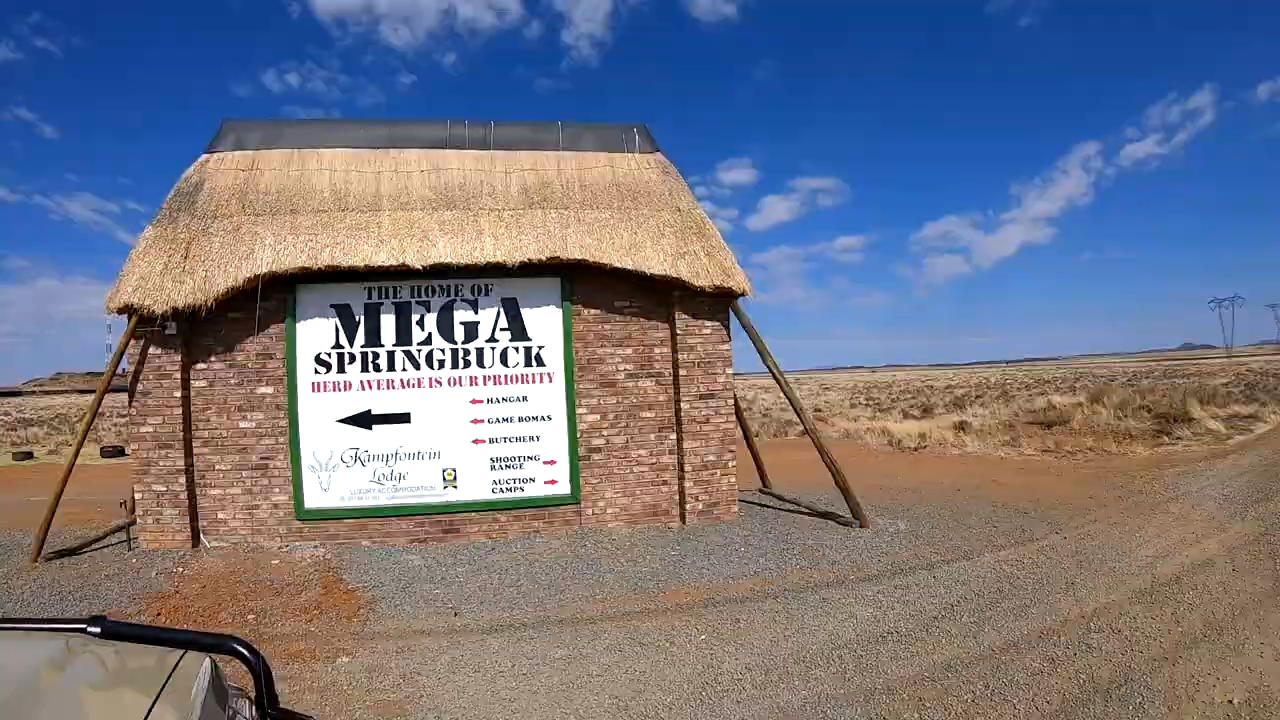 THE HOME OF
MEGA
SPRINGBUCK
HERD AVERAGE IS OUR PRIORITY
HANGAR
GAME BOMAS
BUTCHERY
SHOOTING
RANGE
AUCTION
CAMPS
Kampfontein
Lodge
LUXURY ACCOMMODATION